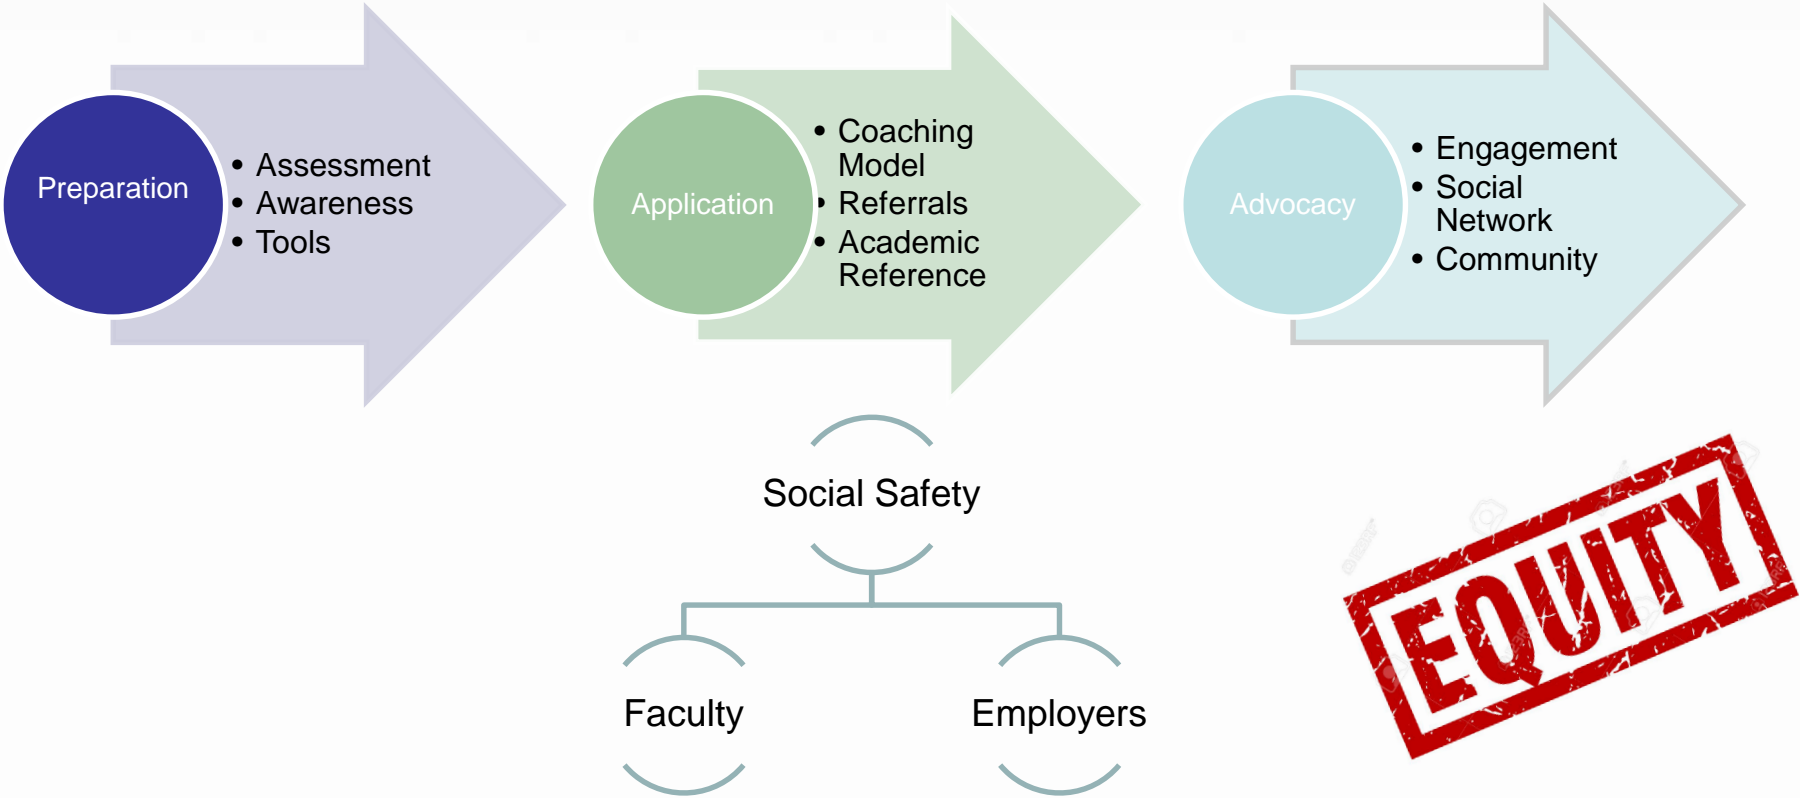 Preparation
• Assessment
• Awareness
• Tools
Application
• Coaching
Model
• Referrals
• Academic
Reference
Advocacy
• Engagement
• Social
Network
• Community
Social Safety
Faculty
Employers
EQUITY